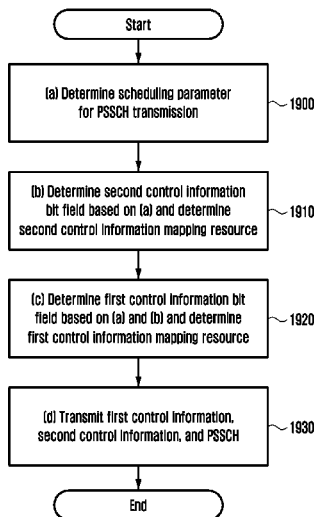 Start
(a) Determine scheduling parameter
for PSSCH transmission
1900
(b) Determine second control information
bit field based on (a) and determine
second control information mapping resource
1910
(c) Determine first control information bit
field based on (a) and (b) and determine
first control information mapping resource
1920
(d) Transmit first control information,
second control information, and PSSCH
1930
End